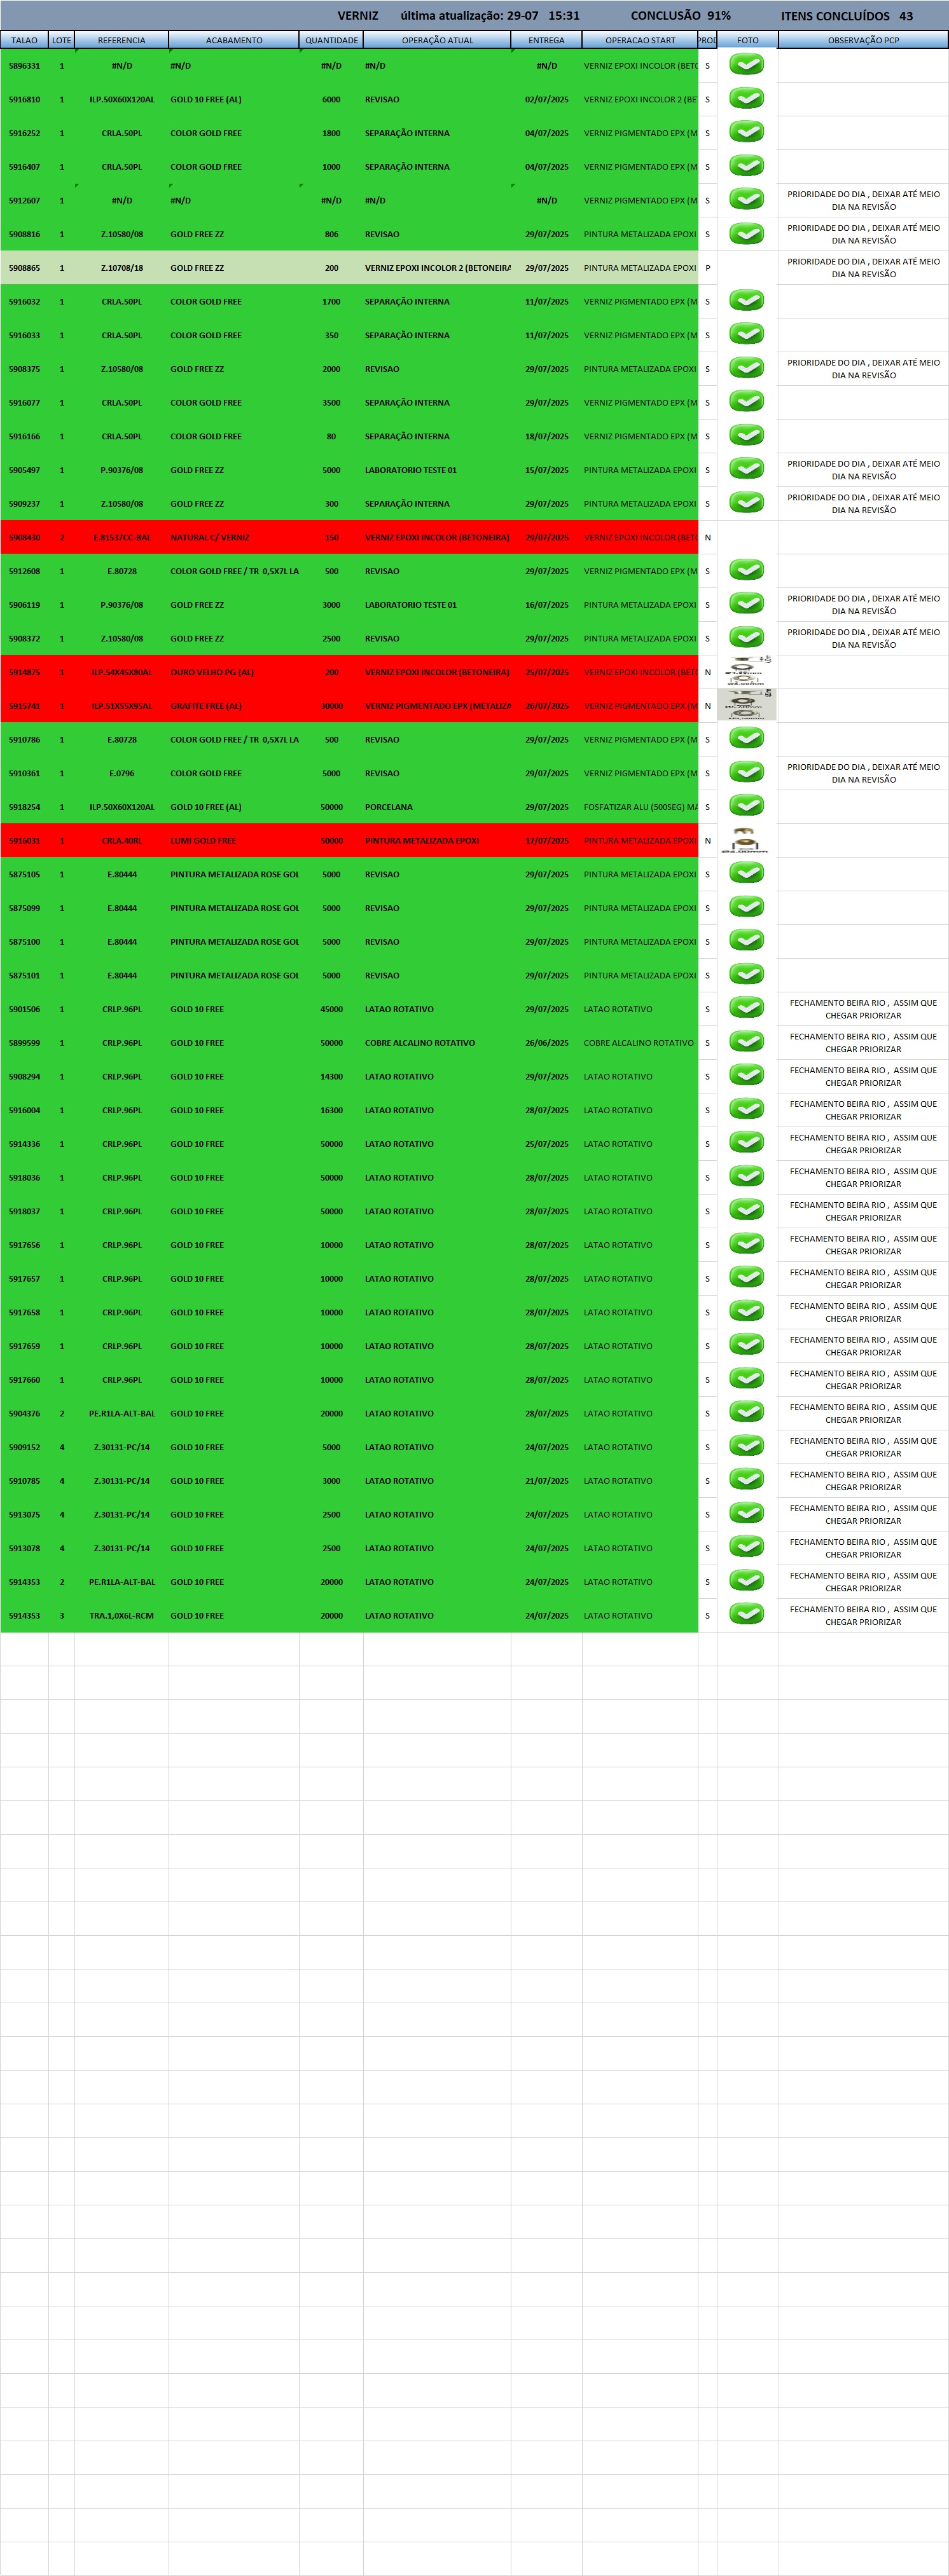 VERNIZ última atualização: 29-07 15:31 CONCLUSÃO 91% ITENS CONCLUÍDOS 43
TALAO LOTE REFERENCIA ACABAMENTO QUANTIDADE OPERAÇÃO ATUAL ENTREGA OPERACAO START PROD FOTO OBSERVAÇÃO PCP
5896331 1 #N/D #N/D #N/D #N/D #N/D VERNIZ EPOXI INCOLOR (BETO S
5916810 1 ILP.50X60X120AL GOLD 10 FREE (AL) 6000 REVISAO 02/07/2025 VERNIZ EPOXI INCOLOR 2 (BE S
5916252 1 CRLA.50PL COLOR GOLD FREE 1800 SEPARAÇÃO INTERNA 04/07/2025 VERNIZ PIGMENTADO EPX (M S
5916407 1 CRLA.50PL COLOR GOLD FREE 1000 SEPARAÇÃO INTERNA 04/07/2025 VERNIZ PIGMENTADO EPX (M S
5912607 1 #N/D #N/D #N/D #N/D #N/D VERNIZ PIGMENTADO EPX (M S PRIORIDADE DO DIA , DEIXAR ATÉ MEIO
DIA NA REVISÃO
5908816 1 Z.10580/08 GOLD FREE ZZ 806 REVISAO 29/07/2025 PINTURA METALIZADA EPOXI S PRIORIDADE DO DIA , DEIXAR ATÉ MEIO
DIA NA REVISÃO
5908865 1 Z.10708/18 GOLD FREE ZZ 200 VERNIZ EPOXI INCOLOR 2 (BETONEIRA 29/07/2025 PINTURA METALIZADA EPOXI P PRIORIDADE DO DIA , DEIXAR ATÉ MEIO
DIA NA REVISÃO
5916032 1 CRLA.50PL COLOR GOLD FREE 1700 SEPARAÇÃO INTERNA 11/07/2025 VERNIZ PIGMENTADO EPX (M S
5916033 1 CRLA.50PL COLOR GOLD FREE 350 SEPARAÇÃO INTERNA 11/07/2025 VERNIZ PIGMENTADO EPX (M S
5908375 1 Z.10580/08 GOLD FREE ZZ 2000 REVISAO 29/07/2025 PINTURA METALIZADA EPOXI S PRIORIDADE DO DIA , DEIXAR ATÉ MEIO
DIA NA REVISÃO
5916077 1 CRLA.50PL COLOR GOLD FREE 3500 SEPARAÇÃO INTERNA 29/07/2025 VERNIZ PIGMENTADO EPX (M S
5916166 1 CRLA.50PL COLOR GOLD FREE 80 SEPARAÇÃO INTERNA 18/07/2025 VERNIZ PIGMENTADO EPX (M S
5905497 1 P.90376/08 GOLD FREE ZZ 5000 LABORATORIO TESTE 01 15/07/2025 PINTURA METALIZADA EPOXI S PRIORIDADE DO DIA , DEIXAR ATÉ MEIO
DIA NA REVISÃO
5909237 1 Z.10580/08 GOLD FREE ZZ 300 SEPARAÇÃO INTERNA 29/07/2025 PINTURA METALIZADA EPOXI S PRIORIDADE DO DIA , DEIXAR ATÉ MEIO
DIA NA REVISÃO
5908430 2 E.81537CC-BAL NATURAL C/ VERNIZ 150 VERNIZ EPOXI INCOLOR (BETONEIRA) 29/07/2025 VERNIZ EPOXI INCOLOR (BETO N
5912608 1 E.80728 COLOR GOLD FREE / TR 0,5X7L LA 500 REVISAO 29/07/2025 VERNIZ PIGMENTADO EPX (M S
5906119 1 P.90376/08 GOLD FREE ZZ 3000 LABORATORIO TESTE 01 16/07/2025 PINTURA METALIZADA EPOXI S PRIORIDADE DO DIA , DEIXAR ATÉ MEIO
DIA NA REVISÃO
5908372 1 Z.10580/08 GOLD FREE ZZ 2500 REVISAO 29/07/2025 PINTURA METALIZADA EPOXI S PRIORIDADE DO DIA , DEIXAR ATÉ MEIO
DIA NA REVISÃO
5914875 1 ILP.54X45X80AL OURO VELHO PG (AL) 200 VERNIZ EPOXI INCOLOR (BETONEIRA) 25/07/2025 VERNIZ EPOXI INCOLOR (BETO N
5915741 1 ILP.51X55X95AL GRAFITE FREE (AL) 30000 VERNIZ PIGMENTADO EPX (METALIZA 26/07/2025 VERNIZ PIGMENTADO EPX (M N
5910786 1 E.80728 COLOR GOLD FREE / TR 0,5X7L LA 500 REVISAO 29/07/2025 VERNIZ PIGMENTADO EPX (M S
5910361 1 E.0796 COLOR GOLD FREE 5000 REVISAO 29/07/2025 VERNIZ PIGMENTADO EPX (M S PRIORIDADE DO DIA , DEIXAR ATÉ MEIO
DIA NA REVISÃO
5918254 1 ILP.50X60X120AL GOLD 10 FREE (AL) 50000 PORCELANA 29/07/2025 FOSFATIZAR ALU (500SEG) MA S
5916031 1 CRLA.40RL LUMI GOLD FREE 50000 PINTURA METALIZADA EPOXI 17/07/2025 PINTURA METALIZADA EPOXI N
5875105 1 E.80444 PINTURA METALIZADA ROSE GOL 5000 REVISAO 29/07/2025 PINTURA METALIZADA EPOXI S
5875099 1 E.80444 PINTURA METALIZADA ROSE GOL 5000 REVISAO 29/07/2025 PINTURA METALIZADA EPOXI S
5875100 1 E.80444 PINTURA METALIZADA ROSE GOL 5000 REVISAO 29/07/2025 PINTURA METALIZADA EPOXI S
5875101 1 E.80444 PINTURA METALIZADA ROSE GOL 5000 REVISAO 29/07/2025 PINTURA METALIZADA EPOXI S
5901506 1 CRLP.96PL GOLD 10 FREE 45000 LATAO ROTATIVO 29/07/2025 LATAO ROTATIVO S FECHAMENTO BEIRA RIO , ASSIM QUE
CHEGAR PRIORIZAR
5899599 1 CRLP.96PL GOLD 10 FREE 50000 COBRE ALCALINO ROTATIVO 26/06/2025 COBRE ALCALINO ROTATIVO S FECHAMENTO BEIRA RIO , ASSIM QUE
CHEGAR PRIORIZAR
5908294 1 CRLP.96PL GOLD 10 FREE 14300 LATAO ROTATIVO 29/07/2025 LATAO ROTATIVO S FECHAMENTO BEIRA RIO , ASSIM QUE
CHEGAR PRIORIZAR
5916004 1 CRLP.96PL GOLD 10 FREE 16300 LATAO ROTATIVO 28/07/2025 LATAO ROTATIVO S FECHAMENTO BEIRA RIO , ASSIM QUE
CHEGAR PRIORIZAR
5914336 1 CRLP.96PL GOLD 10 FREE 50000 LATAO ROTATIVO 25/07/2025 LATAO ROTATIVO S FECHAMENTO BEIRA RIO , ASSIM QUE
CHEGAR PRIORIZAR
5918036 1 CRLP.96PL GOLD 10 FREE 50000 LATAO ROTATIVO 28/07/2025 LATAO ROTATIVO S FECHAMENTO BEIRA RIO , ASSIM QUE
CHEGAR PRIORIZAR
5918037 1 CRLP.96PL GOLD 10 FREE 50000 LATAO ROTATIVO 28/07/2025 LATAO ROTATIVO S FECHAMENTO BEIRA RIO , ASSIM QUE
CHEGAR PRIORIZAR
5917656 1 CRLP.96PL GOLD 10 FREE 10000 LATAO ROTATIVO 28/07/2025 LATAO ROTATIVO S FECHAMENTO BEIRA RIO , ASSIM QUE
CHEGAR PRIORIZAR
5917657 1 CRLP.96PL GOLD 10 FREE 10000 LATAO ROTATIVO 28/07/2025 LATAO ROTATIVO S FECHAMENTO BEIRA RIO , ASSIM QUE
CHEGAR PRIORIZAR
5917658 1 CRLP.96PL GOLD 10 FREE 10000 LATAO ROTATIVO 28/07/2025 LATAO ROTATIVO S FECHAMENTO BEIRA RIO , ASSIM QUE
CHEGAR PRIORIZAR
5917659 1 CRLP.96PL GOLD 10 FREE 10000 LATAO ROTATIVO 28/07/2025 LATAO ROTATIVO S FECHAMENTO BEIRA RIO , ASSIM QUE
CHEGAR PRIORIZAR
5917660 1 CRLP.96PL GOLD 10 FREE 10000 LATAO ROTATIVO 28/07/2025 LATAO ROTATIVO S FECHAMENTO BEIRA RIO , ASSIM QUE
CHEGAR PRIORIZAR
5904376 2 PE.R1LA-ALT-BAL GOLD 10 FREE 20000 LATAO ROTATIVO 28/07/2025 LATAO ROTATIVO S FECHAMENTO BEIRA RIO , ASSIM QUE
CHEGAR PRIORIZAR
5909152 4 Z.30131-PC/14 GOLD 10 FREE 5000 LATAO ROTATIVO 24/07/2025 LATAO ROTATIVO S FECHAMENTO BEIRA RIO , ASSIM QUE
CHEGAR PRIORIZAR
5910785 4 Z.30131-PC/14 GOLD 10 FREE 3000 LATAO ROTATIVO 21/07/2025 LATAO ROTATIVO S FECHAMENTO BEIRA RIO , ASSIM QUE
CHEGAR PRIORIZAR
5913075 4 Z.30131-PC/14 GOLD 10 FREE 2500 LATAO ROTATIVO 24/07/2025 LATAO ROTATIVO S FECHAMENTO BEIRA RIO , ASSIM QUE
CHEGAR PRIORIZAR
5913078 4 Z.30131-PC/14 GOLD 10 FREE 2500 LATAO ROTATIVO 24/07/2025 LATAO ROTATIVO S FECHAMENTO BEIRA RIO , ASSIM QUE
CHEGAR PRIORIZAR
5914353 2 PE.R1LA-ALT-BAL GOLD 10 FREE 20000 LATAO ROTATIVO 24/07/2025 LATAO ROTATIVO S FECHAMENTO BEIRA RIO , ASSIM QUE
CHEGAR PRIORIZAR
5914353 3 TRA.1,0X6L-RCM GOLD 10 FREE 20000 LATAO ROTATIVO 24/07/2025 LATAO ROTATIVO S FECHAMENTO BEIRA RIO , ASSIM QUE
CHEGAR PRIORIZAR